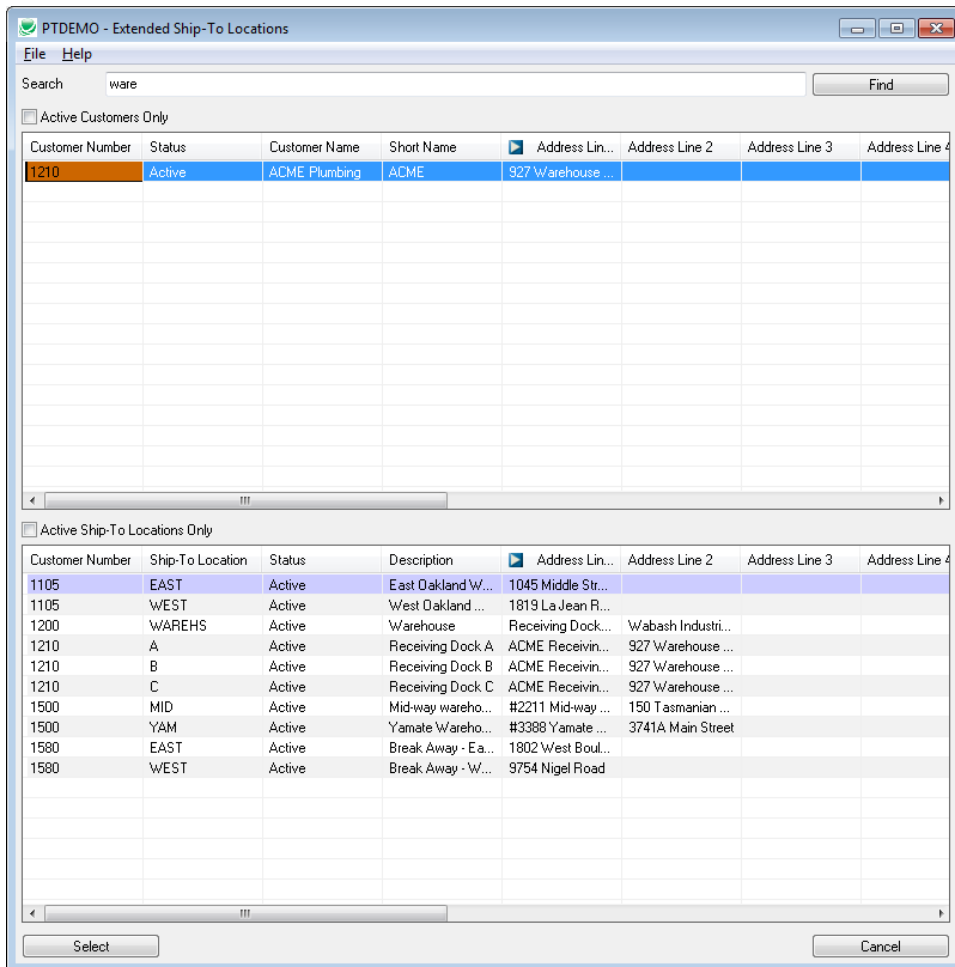 PTDEMO - Extended Ship-To Locations
File Help
Search ware Find
Active Customers Only
Customer Number Status Customer Name Short Name Address Lin... Address Line 2 Address Line 3 Address Line 4
1210 Active ACME Plumbing ACME 927 Warehouse ...
Active Ship-To Locations Only
Customer Number Ship-To Location Status Description Address Lin... Address Line 2 Address Line 3 Address Line 4
1105 EAST Active East Oakland W... 1045 Middle Str...
1105 WEST Active West Oakland ... 1819 La Jean R...
1200 WAREHS Active Warehouse Receiving Dock... Wabash Industri...
1210 A Active Receiving Dock A ACME Receivin... 927 Warehouse ...
1210 B Active Receiving Dock B ACME Receivin... 927 Warehouse ...
1210 C Active Receiving Dock C ACME Receivin... 927 Warehouse ...
1500 MID Active Mid-way wareho... #2211 Mid-way ... 150 Tasmanian ...
1500 YAM Active Yamate Wareho... #3388 Yamate ... 3741A Main Street
1580 EAST Active Break Away - Ea... 1802 West Boul...
1580 WEST Active Break Away - W... 9754 Nigel Road
Select Cancel